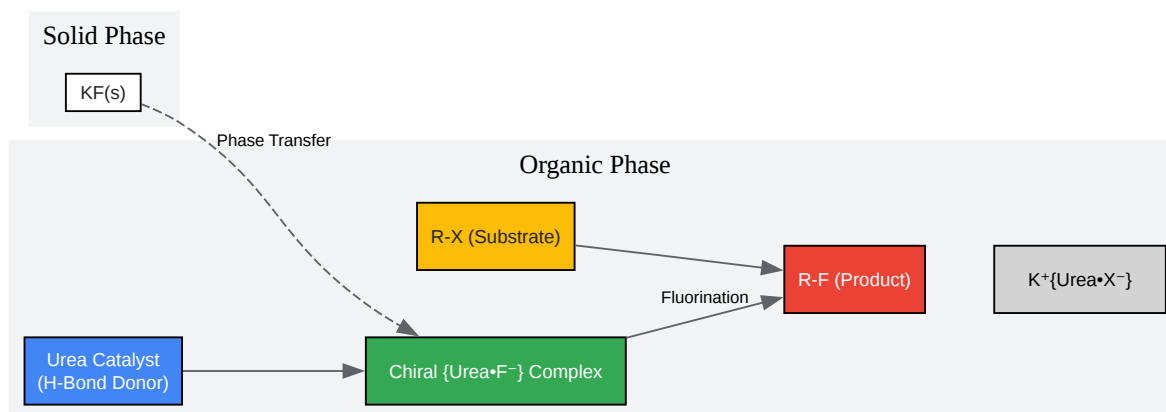 Solid Phase
KF(s)
Phase Transfer
Organic Phase
R-X (Substrate)
R-F (Product)
K⁺{Urea•X⁻}
Fluorination
Urea Catalyst
(H-Bond Donor)
Chiral {Urea•F⁻} Complex